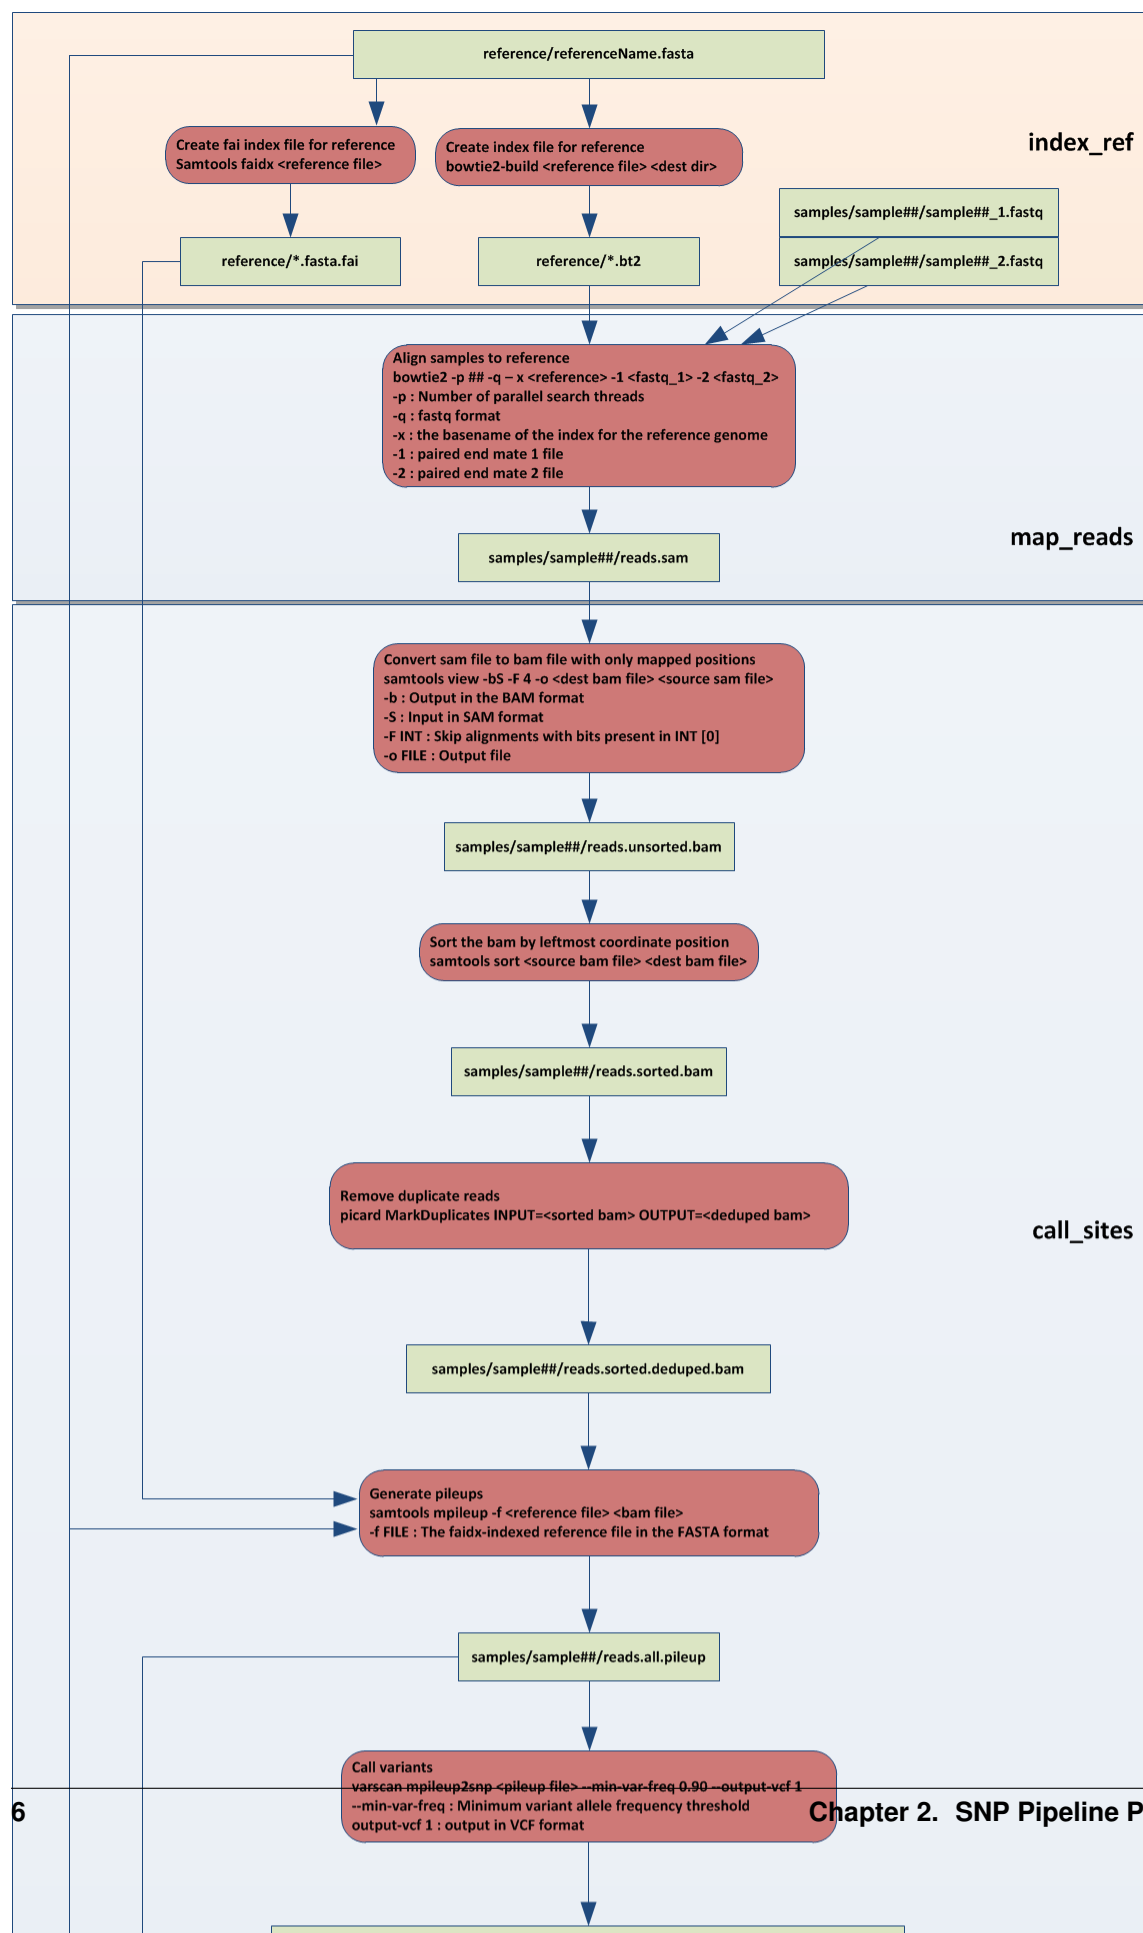 reference/referenceName.fasta
Create fai index file for reference
Samtools faidx <reference file>
Create index file for reference
bowtie2-build <reference file> <dest dir>
index_ref
samples/sample##/sample##_1.fastq
reference/*.fasta.fai
reference/*.bt2
samples/sample##/sample##_2.fastq
Align samples to reference
bowtie2 -p ## -q – x <reference> -1 <fastq_1> -2 <fastq_2>
-p : Number of parallel search threads
-q : fastq format
-x : the basename of the index for the reference genome
-1 : paired end mate 1 file
-2 : paired end mate 2 file
map_reads
samples/sample##/reads.sam
Convert sam file to bam file with only mapped positions
samtools view -bS -F 4 -o <dest bam file> <source sam file>
-b : Output in the BAM format
-S : Input in SAM format
-F INT : Skip alignments with bits present in INT [0]
-o FILE : Output file
samples/sample##/reads.unsorted.bam
Sort the bam by leftmost coordinate position
samtools sort <source bam file> <dest bam file>
samples/sample##/reads.sorted.bam
Remove duplicate reads
picard MarkDuplicates INPUT=<sorted bam> OUTPUT=<deduped bam>
call_sites
samples/sample##/reads.sorted.deduped.bam
Generate pileups
samtools mpileup -f <reference file> <bam file>
-f FILE : The faidx-indexed reference file in the FASTA format
samples/sample##/reads.all.pileup
Call variants
varscan mpileup2snp <pileup file> --min-var-freq 0.90 --output-vcf 1
--min-var-freq : Minimum variant allele frequency threshold
output-vcf 1 : output in VCF format
6
Chapter 2. SNP Pipeline P